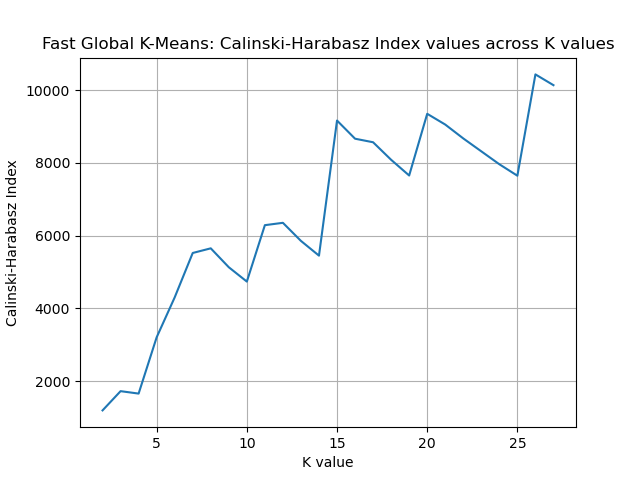 Fast Global K-Means: Calinski-Harabasz Index values across K values
Calinski-Harabasz Index
10000
8000
6000
4000
2000
5 10 15 20 25
K value